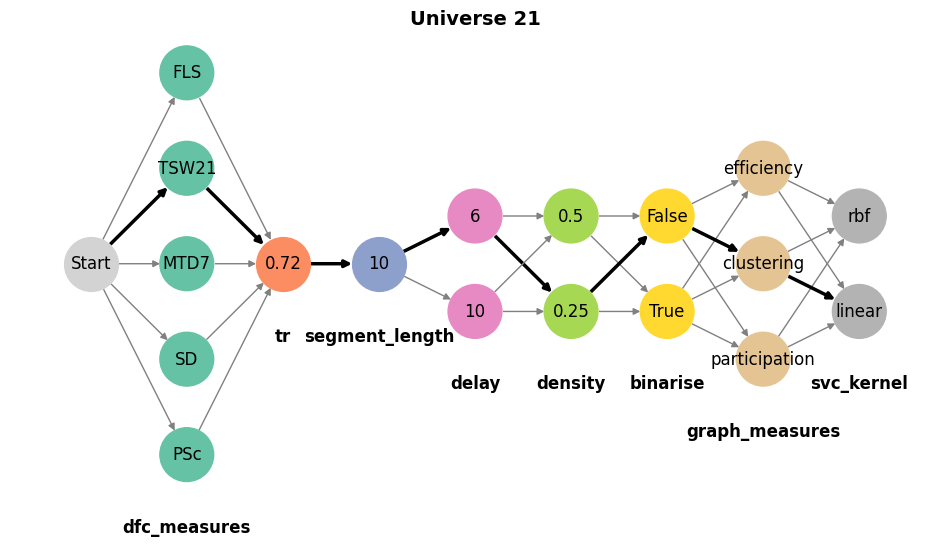 Universe 21
Start
FLS
TSW21
MTD7
SD
PSc
dfc_measures
0.72
tr
10
segment_length
6
10
delay
0.5
0.25
density
False
True
binarise
efficiency
clustering
participation
graph_measures
rbf
linear
svc_kernel